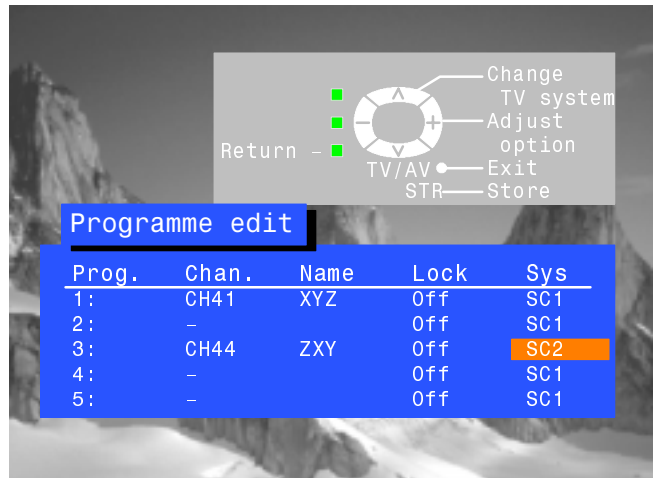 Change
TV system
Adjust
option
Return –
TV/AV Exit
STR Store
Programme edit
Prog. Chan. Name Lock Sys
1: CH41 XYZ Off SC1
2: – Off SC1
3: CH44 ZXY Off SC2
4: – Off SC1
5: – Off SC1